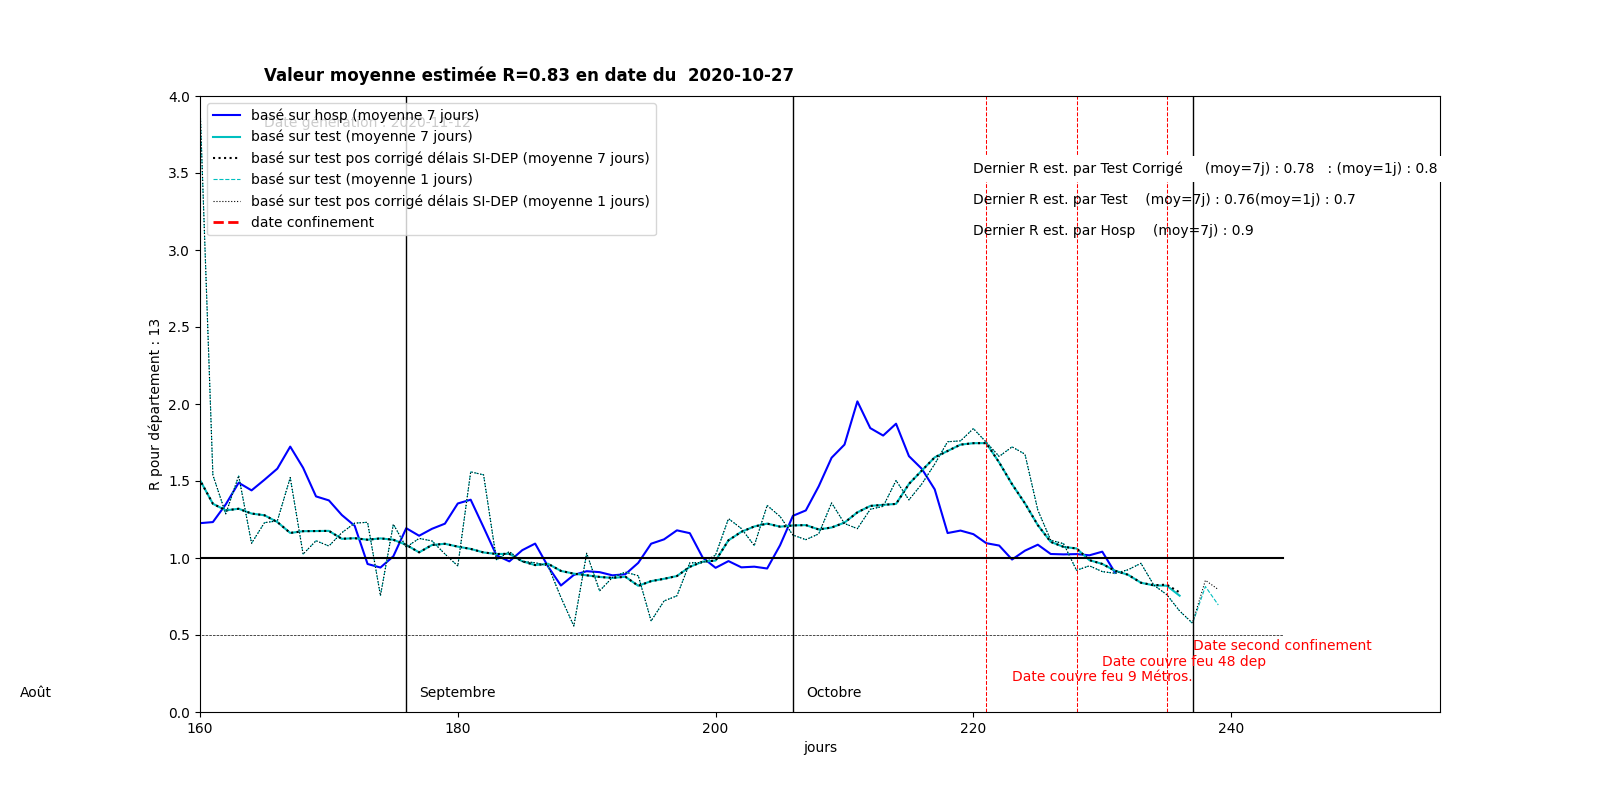 Valeur moyenne estimée R=0.83 en date du  2020-10-27
Date génération : 2020-11-12
basé sur hosp (moyenne 7 jours)
basé sur test (moyenne 7 jours)
basé sur test pos corrigé délais SI-DEP (moyenne 7 jours)
basé sur test (moyenne 1 jours)
basé sur test pos corrigé délais SI-DEP (moyenne 1 jours)
date confinement
Dernier R est. par Test Corrigé     (moy=7j) : 0.78   : (moy=1j) : 0.8
Dernier R est. par Test    (moy=7j) : 0.76(moy=1j) : 0.7
Dernier R est. par Hosp    (moy=7j) : 0.9
R pour département : 13
4.0
3.5
3.0
2.5
2.0
1.5
1.0
0.5
0.0
Date second confinement
Date couvre feu 48 dep
Date couvre feu 9 Métros.
Août
Septembre
Octobre
160
180
200
220
240
jours